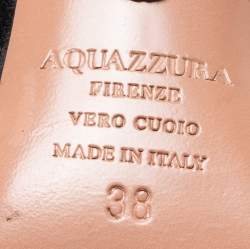 AQUAZZURA
FIRENZE
VERO CUOIO
MADE IN ITALY
38